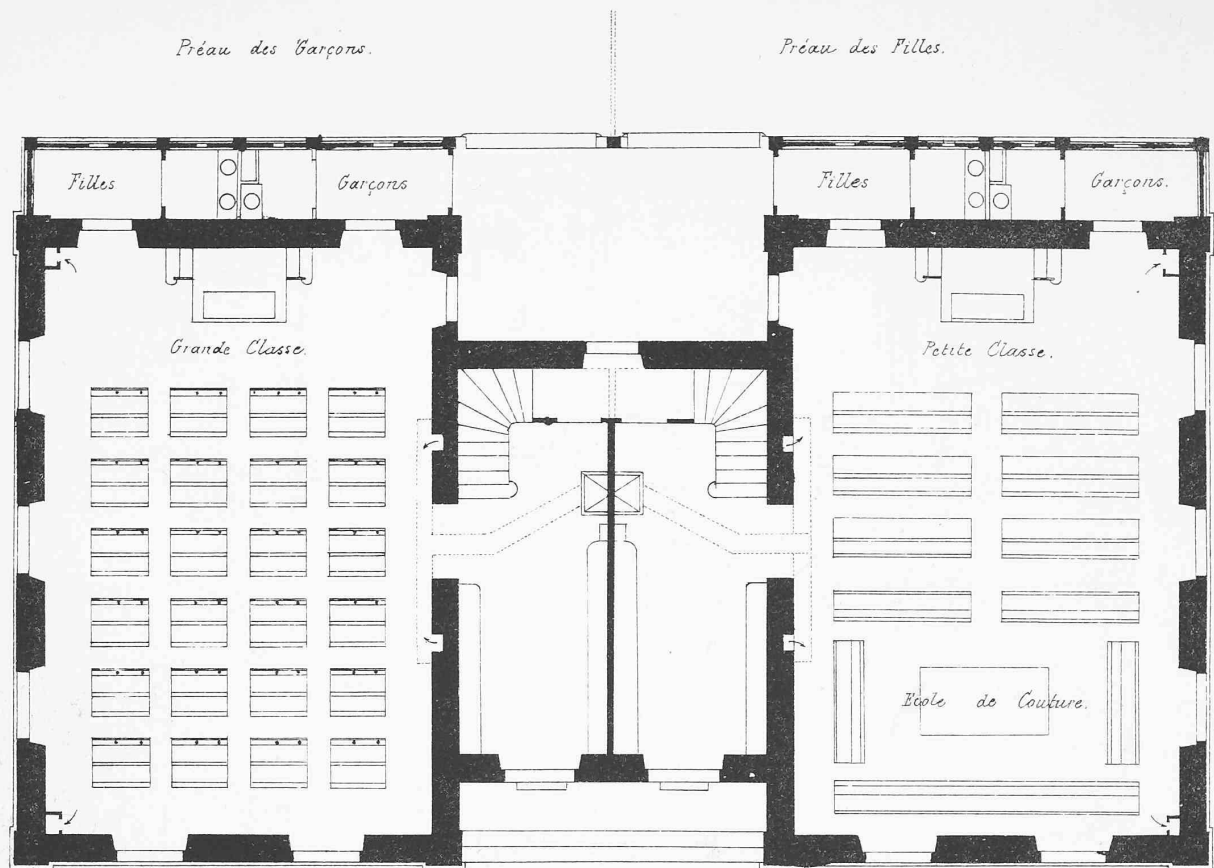 Préau des Garçons.
Préau des Filles.
Filles
Garçons
Filles
Garçons.
Grande Classe.
Petite Classe.
Ecole de Couture.